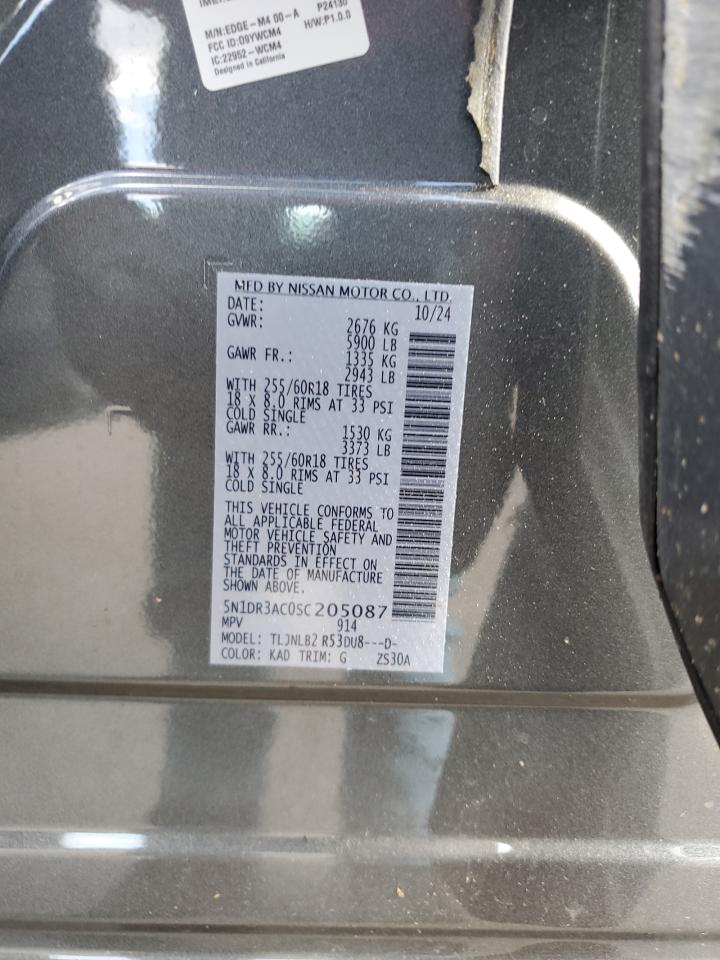 P24130
M/N:EDGE-M4 00-A
H/W:P1.0.0
FCC ID:O9YWCM4
IC:22952-WCM4
Designed in California
MFD BY NISSAN MOTOR CO., LTD.
DATE: 10/24
GVWR: 2676 KG
5900 LB
GAWR FR.: 1335 KG
2943 LB
WITH 255/60R18 TIRES
18 X 8.0 RIMS AT 33 PSI
COLD SINGLE
GAWR RR.: 1530 KG
3373 LB
WITH 255/60R18 TIRES
18 X 8.0 RIMS AT 33 PSI
COLD SINGLE
THIS VEHICLE CONFORMS TO
ALL APPLICABLE FEDERAL
MOTOR VEHICLE SAFETY AND
THEFT PREVENTION
STANDARDS IN EFFECT ON
THE DATE OF MANUFACTURE
SHOWN ABOVE.
5N1DR3AC0SC205087
MPV 914
MODEL: TLJNLB2 R53DU8---D-
COLOR: KAD TRIM: G ZS30A